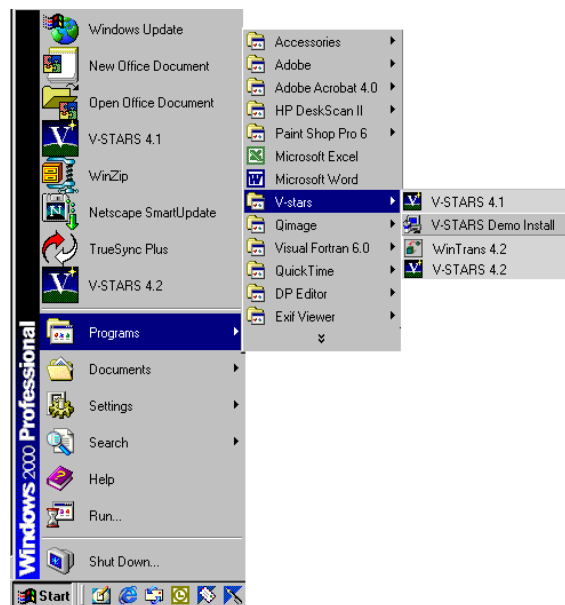 Windows Update
New Office Document
Open Office Document
V-STARS 4.1
WinZip
Netscape SmartUpdate
TrueSync Plus
V-STARS 4.2
Programs
Documents
Settings
Search
Help
Run...
Shut Down...
Windows 2000 Professional
Start
Accessories
Adobe
Adobe Acrobat 4.0
HP DeskScan II
Paint Shop Pro 6
Microsoft Excel
Microsoft Word
V-stars
Qimage
Visual Fortran 6.0
QuickTime
DP Editor
Exif Viewer
V-STARS 4.1
V-STARS Demo Install
WinTrans 4.2
V-STARS 4.2